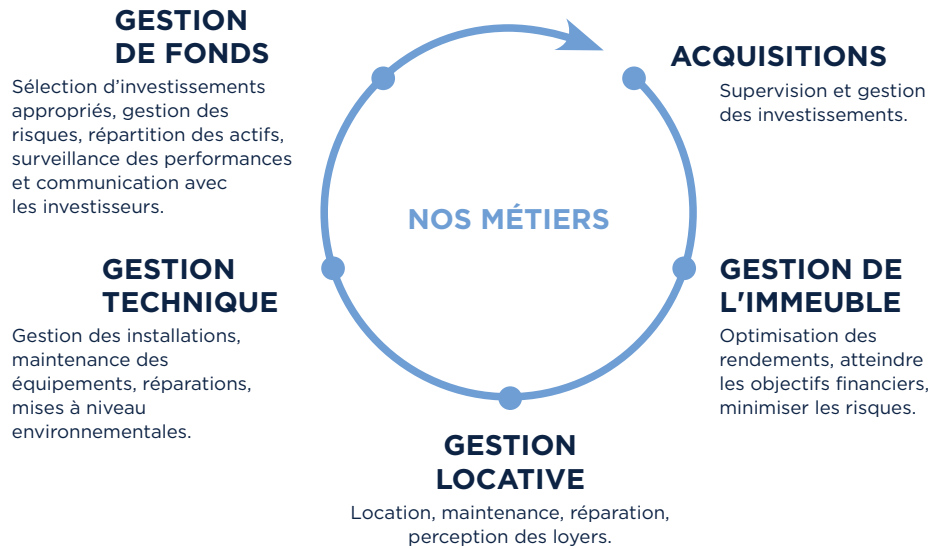 GESTION
DE FONDS
Sélection d'investissements
appropriés, gestion des
risques, répartition des actifs,
surveillance des performances
et communication avec
les investisseurs.
ACQUISITIONS
Supervision et gestion
des investissements.
NOS MÉTIERS
GESTION
TECHNIQUE
Gestion des installations,
maintenance des
équipements, réparations,
mises à niveau
environnementales.
GESTION DE
L'IMMEUBLE
Optimisation des
rendements, atteindre
les objectifs financiers,
minimiser les risques.
GESTION
LOCATIVE
Location, maintenance, réparation,
perception des loyers.